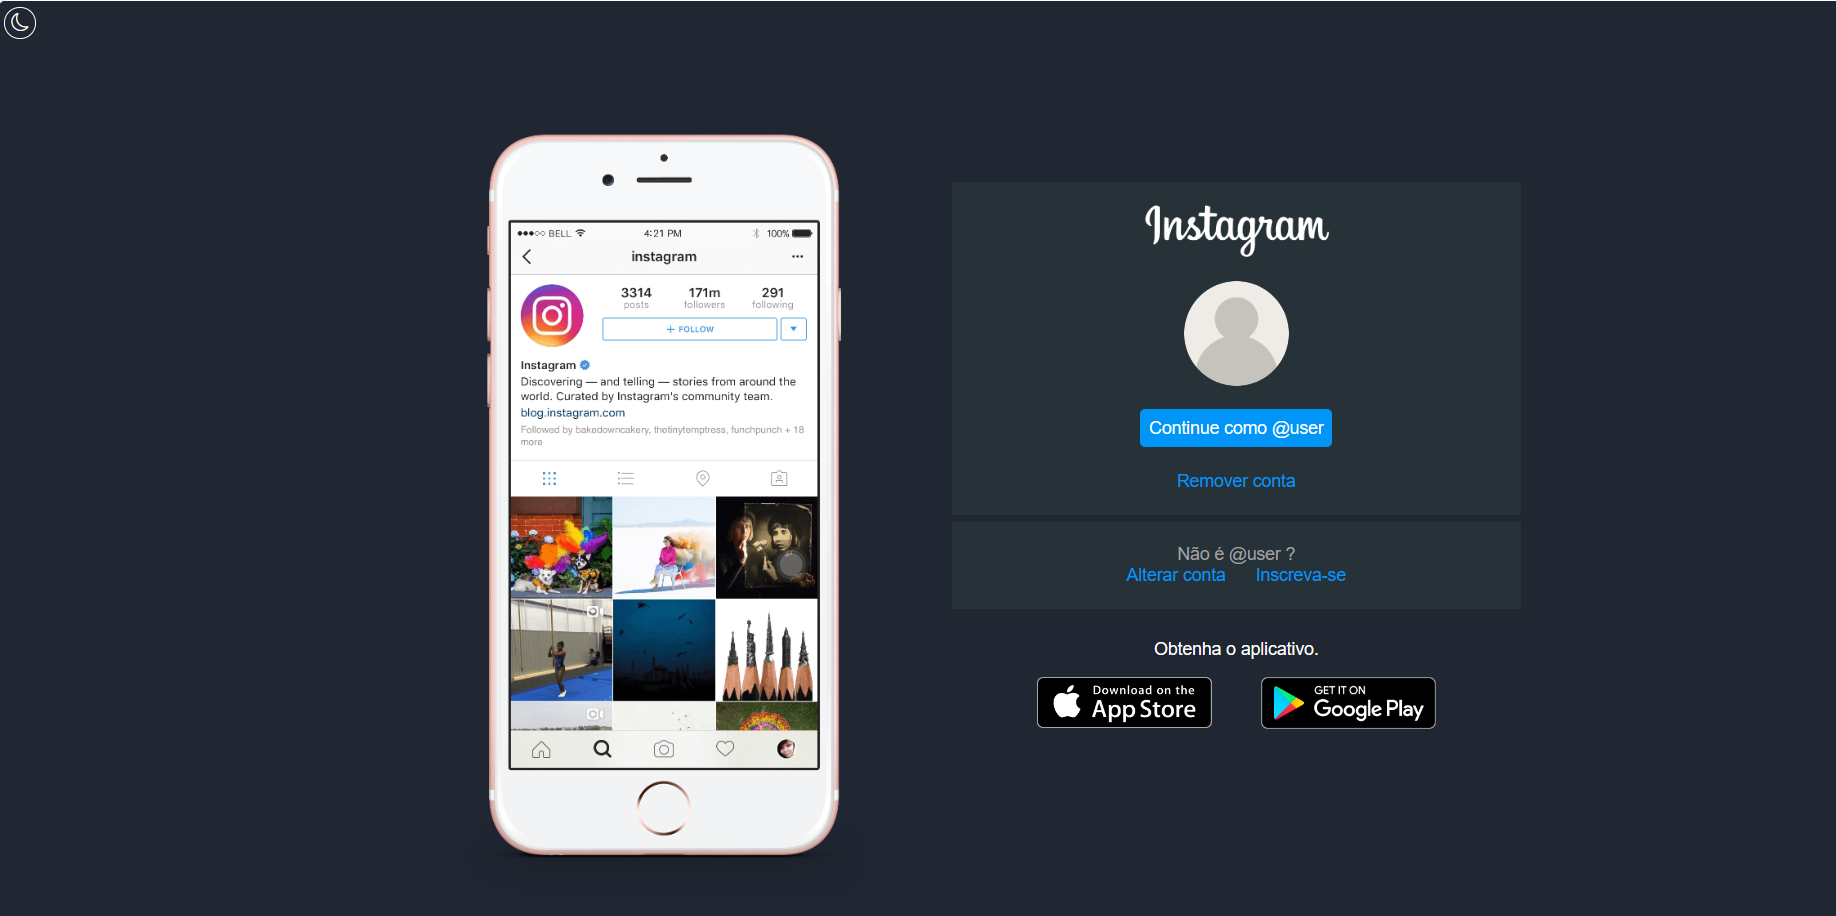 BELL
4:21 PM
100%
instagram
3314
171m
291
posts
followers
following
+ FOLLOW
Instagram
Discovering — and telling — stories from around the
world. Curated by Instagram's community team.
blog.instagram.com
Followed by bakedowncakery, thetinytemptress, funchpunch + 18
more
Instagram
Continue como @user
Remover conta
Não é @user ?
Alterar conta
Inscreva-se
Obtenha o aplicativo.
Download on the
App Store
GET IT ON
Google Play